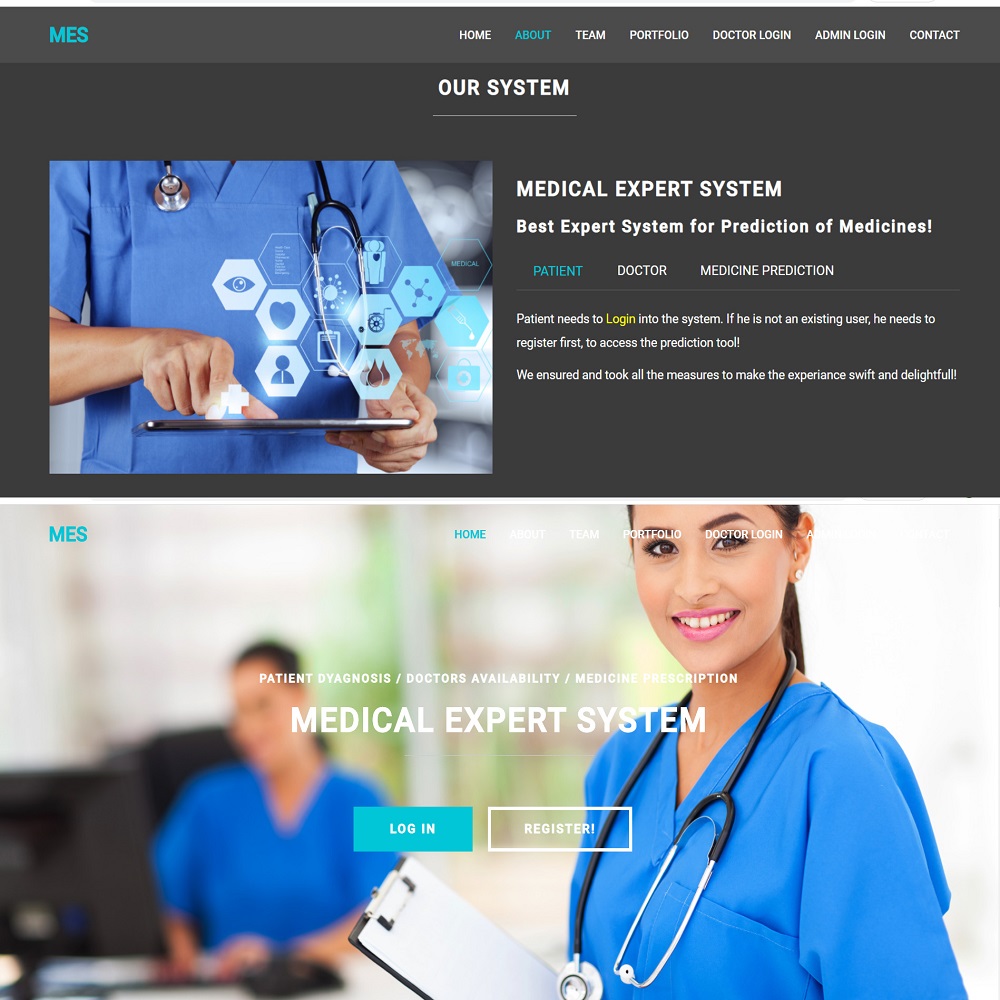 MES
HOME ABOUT TEAM PORTFOLIO DOCTOR LOGIN ADMIN LOGIN CONTACT
OUR SYSTEM
MEDICAL
MEDICAL EXPERT SYSTEM
Best Expert System for Prediction of Medicines!
PATIENT DOCTOR MEDICINE PREDICTION
Patient needs to Login into the system. If he is not an existing user, he needs to
register first, to access the prediction tool!
We ensured and took all the measures to make the experiance swift and delightfull!
MES
HOME ABOUT TEAM PORTFOLIO DOCTOR LOGIN
PATIENT DYAGNOSIS / DOCTORS AVAILABILITY / MEDICINE PRESCRIPTION
MEDICAL EXPERT SYSTEM
LOG IN REGISTER!